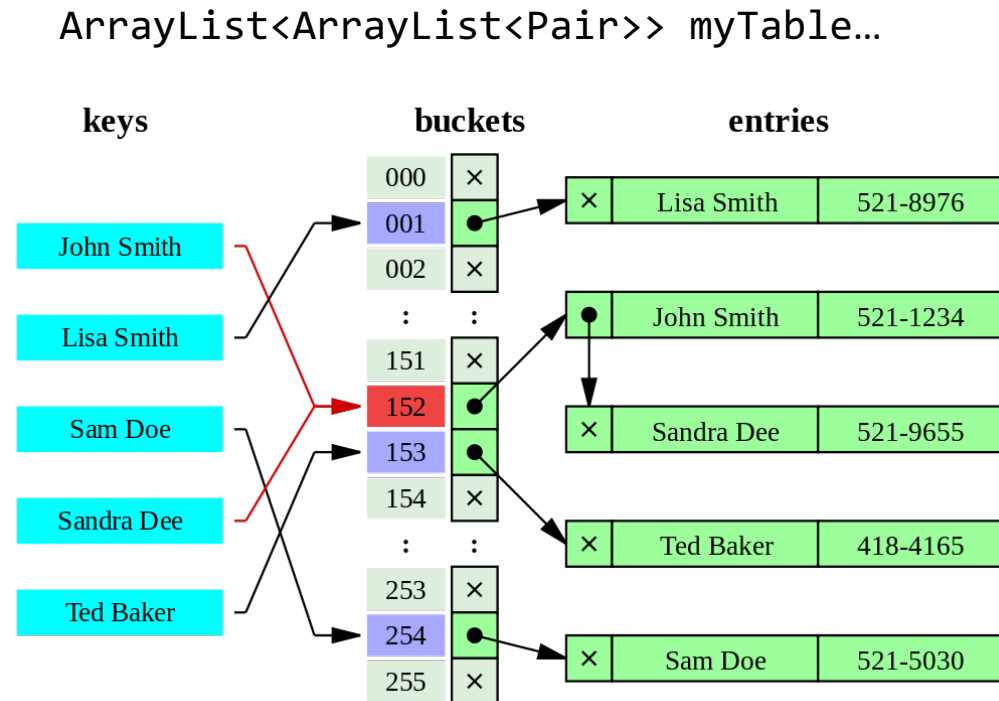 ArrayList<ArrayList<Pair>> myTable…
keys
buckets
entries
John Smith
Lisa Smith
Sam Doe
Sandra Dee
Ted Baker
000 ×
001
002 ×
: :
151 ×
152
153
154 ×
: :
253 ×
254
255 ×
× Lisa Smith 521-8976
John Smith 521-1234
× Sandra Dee 521-9655
× Ted Baker 418-4165
× Sam Doe 521-5030